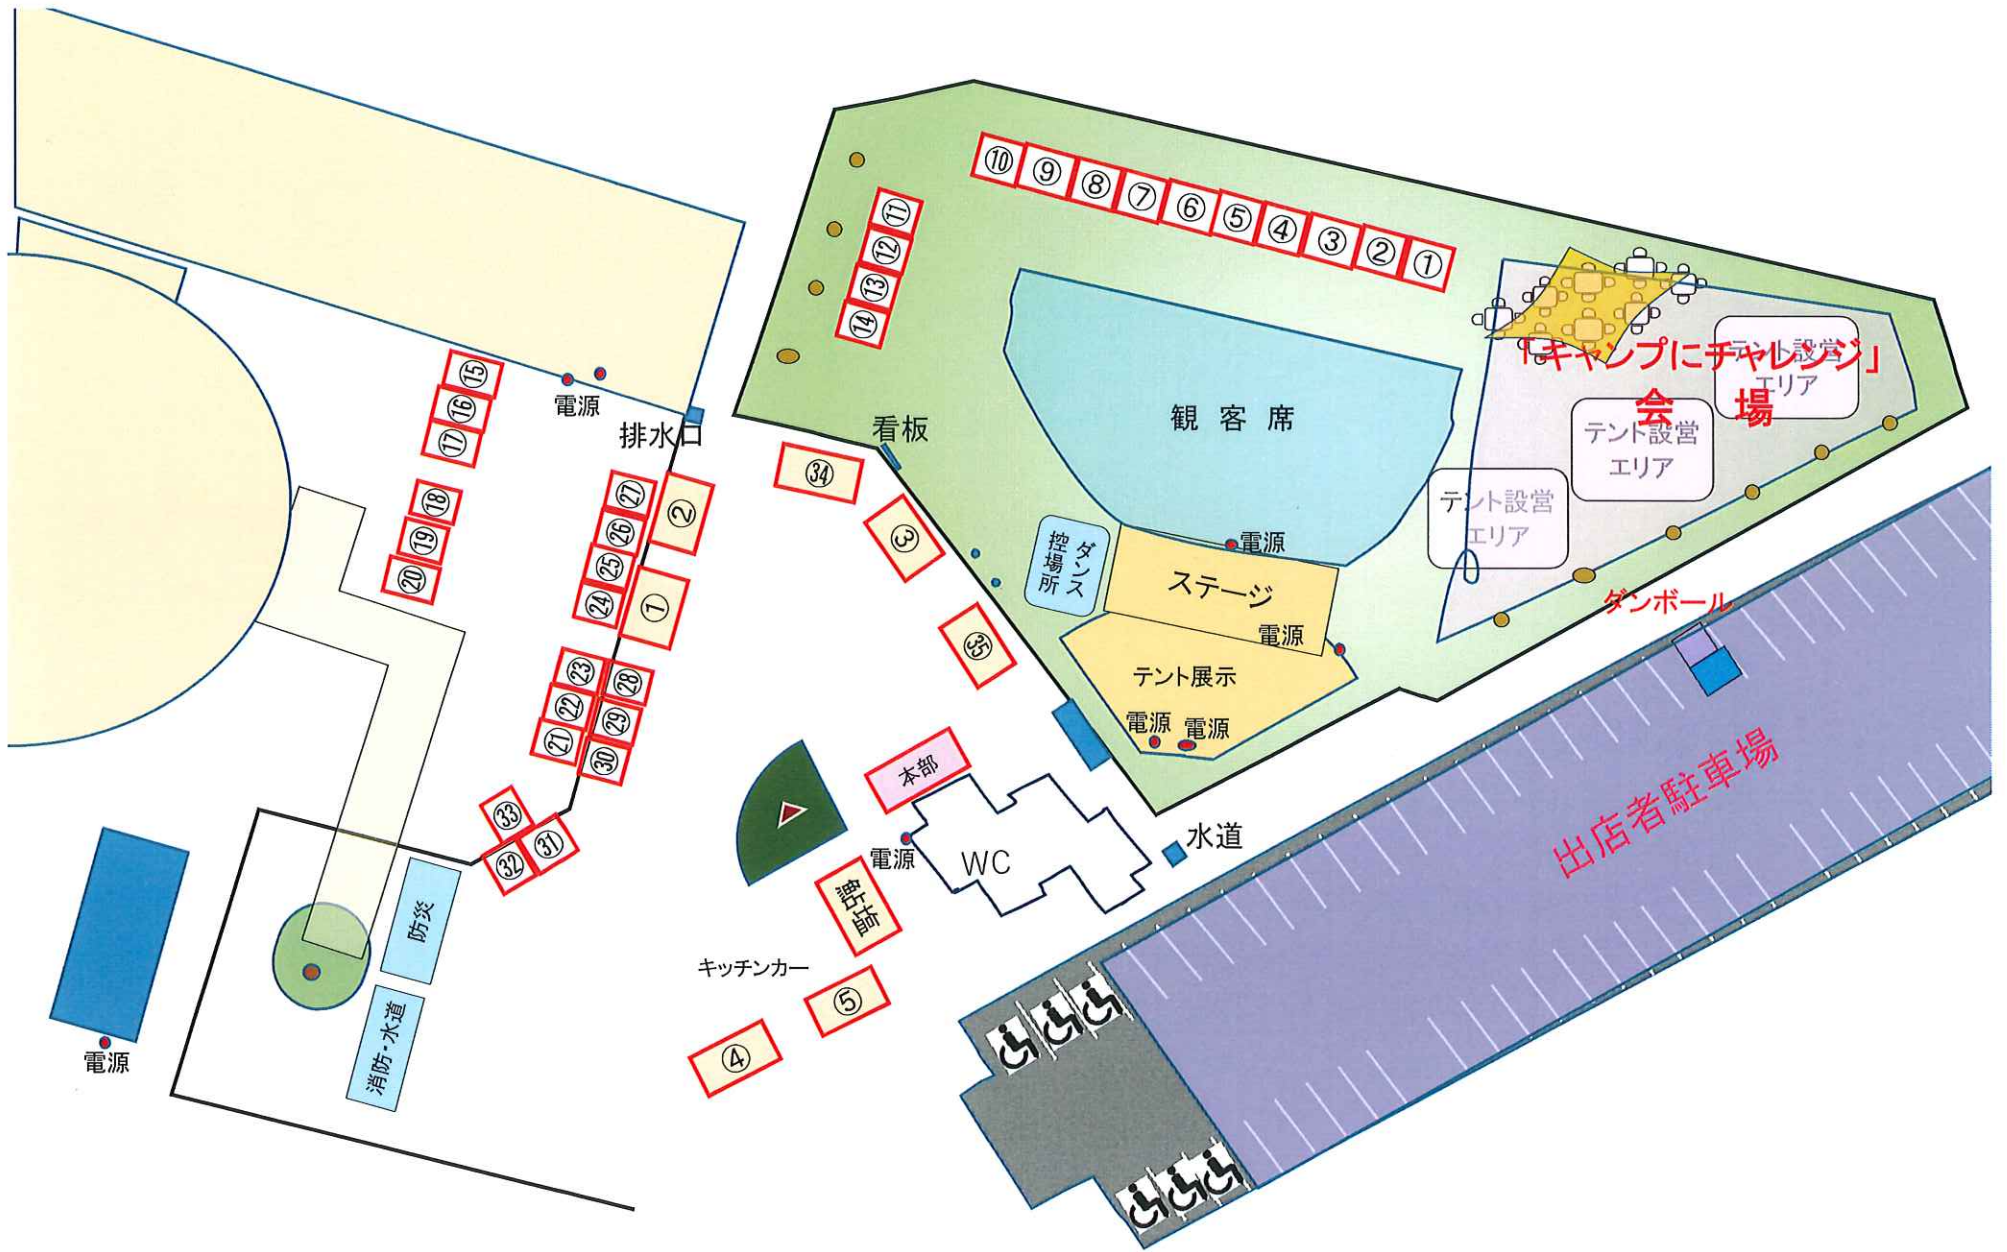 ⑩
⑨
⑧
⑦
⑥
⑤
④
③
②
①
⑪
⑫
⑬
⑭
「キャンプにチャレンジ」
会場
テント設営
エリア
テント設営
エリア
テント設営
エリア
観客席
看板
電源
ステージ
電源
ダンス
控場所
テント展示
電源
電源
ダンボール
出店者駐車場
⑮
⑯
⑰
⑱
⑲
⑳
電源
排水口
㉗
㉖
㉕
㉔
②
①
㉓
㉒
㉑
㉘
㉙
㉚
㉝
㉜
㉛
㉞
③
㉟
本部
電源
WC
水道
キッチンカー
⑤
④
防災
消防・水道
電源